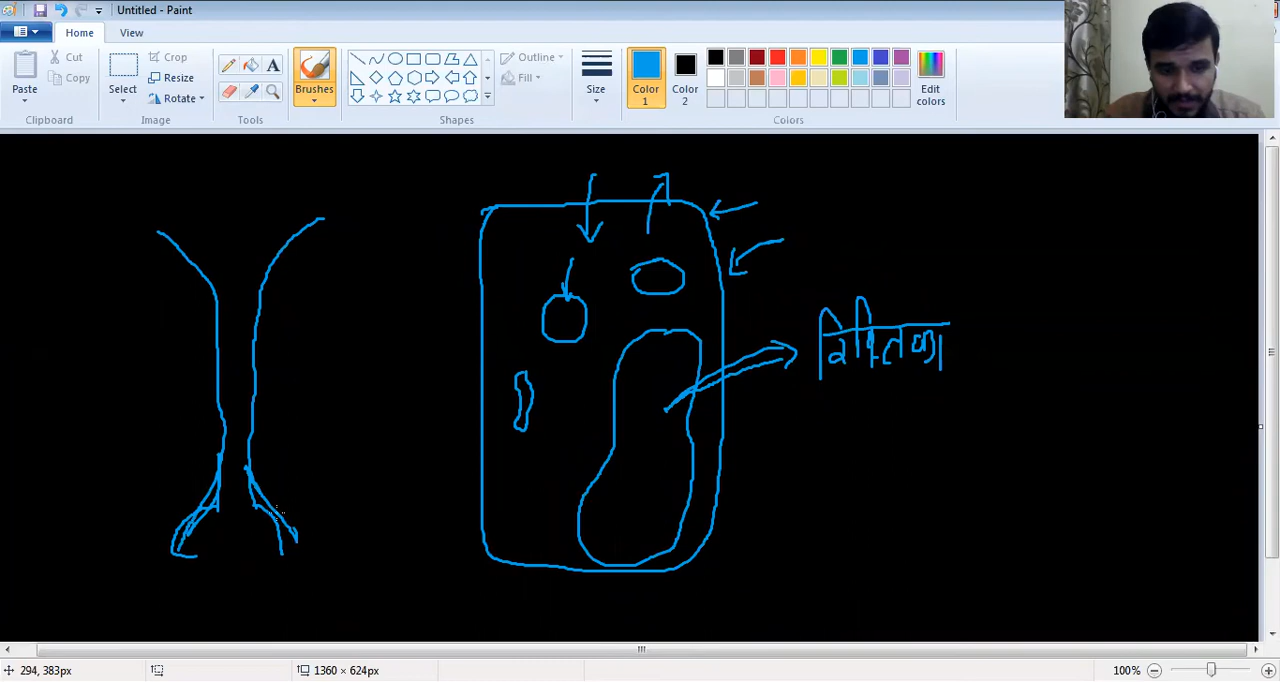 Untitled - Paint
Home
View
Paste
Cut
Copy
Clipboard
Select
Crop
Resize
Rotate
Image
Tools
Brushes
Shapes
Outline
Fill
Size
Color 1
Color 2
Edit colors
Colors
294, 383px
1360 × 624px
100%